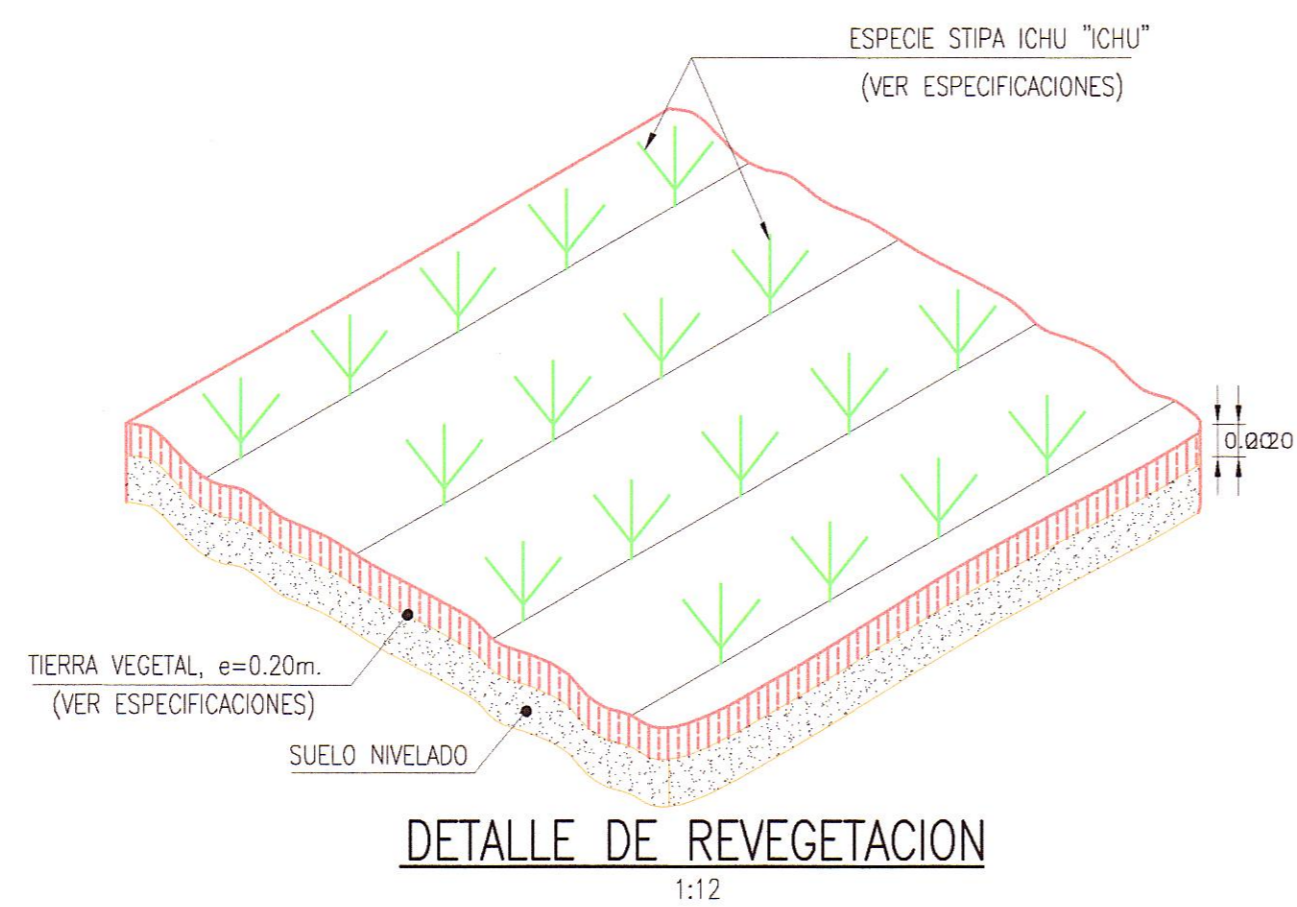 ESPECIE STIPA ICHU "ICHU"
(VER ESPECIFICACIONES)
TIERRA VEGETAL, e=0.20m.
(VER ESPECIFICACIONES)
SUELO NIVELADO
DETALLE DE REVEGETACION
1:12